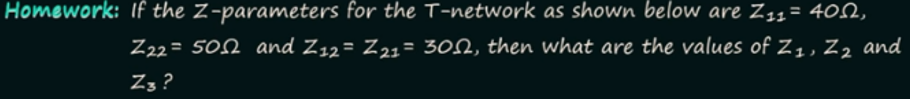 Homework: If the Z-parameters for the T-network as shown below are Z₁₁ = 40Ω,
Z₂₂ = 50Ω and Z₁₂ = Z₂₁ = 30Ω, then what are the values of Z₁, Z₂ and
Z₃?